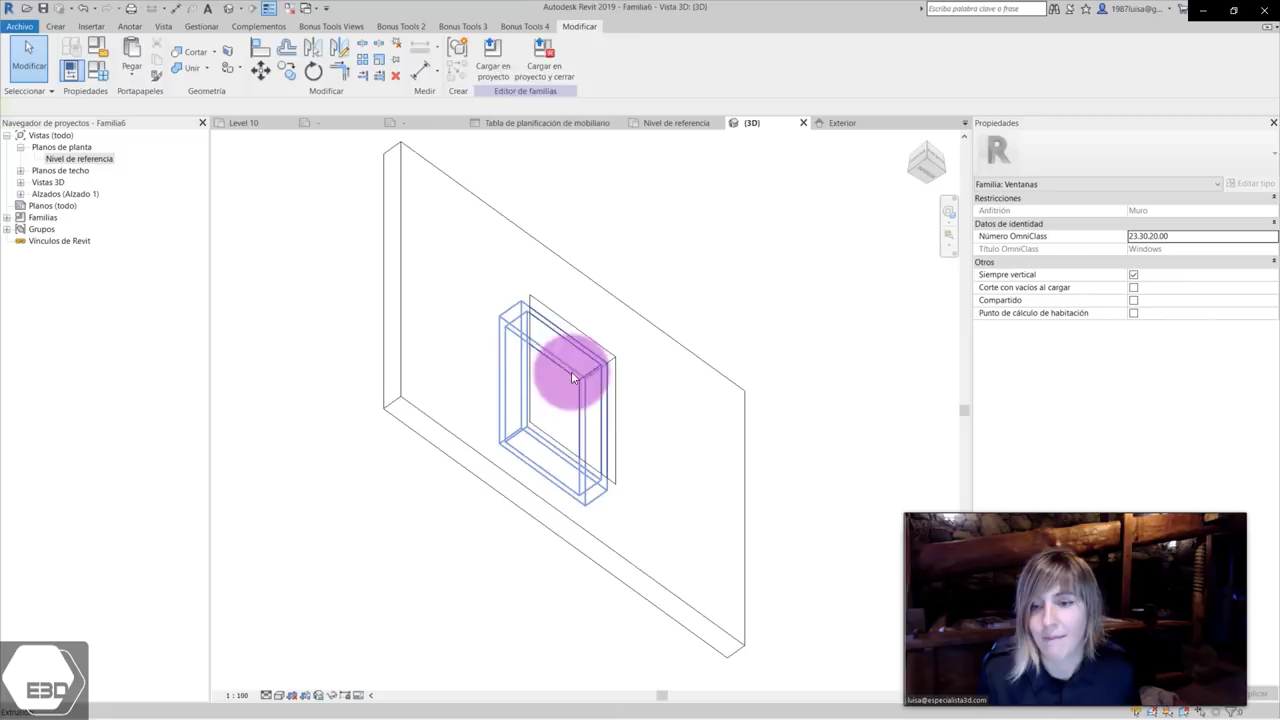 Autodesk Revit 2019 - Familia6 - Vista 3D: {3D}
Escriba palabra clave o frase
1987luisa@g...
Archivo Crear Insertar Anotar Vista Gestionar Complementos Bonus Tools Views Bonus Tools 2 Bonus Tools 3 Bonus Tools 4 Modificar
Modificar
Pegar
Cortar
Unir
Cargar en
proyecto
Cargar en
proyecto y cerrar
Seleccionar Propiedades Portapapeles Geometría Modificar Medir Crear Editor de familias
Navegador de proyectos - Familia6
Level 10 - - Tabla de planificación de mobiliario Nivel de referencia {3D} Exterior
Propiedades
Vistas (todo)
Planos de planta
Nivel de referencia
Planos de techo
Vistas 3D
Alzados (Alzado 1)
Planos (todo)
Familias
Grupos
Vínculos de Revit
R
Familia: Ventanas Editar tipo
Restricciones
Anfitrión Muro
Datos de identidad
Número OmniClass 23.30.20.00
Título OmniClass Windows
Otros
Siempre vertical
Corte con vacíos al cargar
Compartido
Punto de cálculo de habitación
E3D
1 : 100
luisa@especialista3d.com
:0